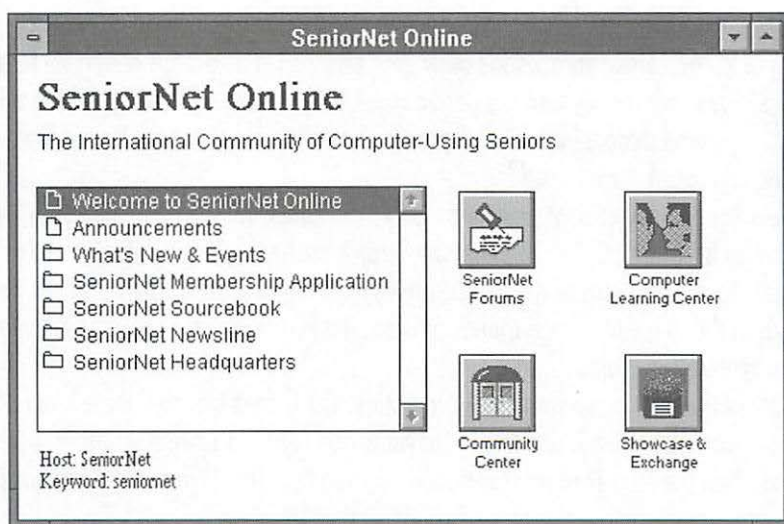 SeniorNet Online
SeniorNet Online
The International Community of Computer-Using Seniors
Welcome to SeniorNet Online
Announcements
What's New & Events
SeniorNet Membership Application
SeniorNet Sourcebook
SeniorNet Newsline
SeniorNet Headquarters
SeniorNet
Forums
Computer
Learning Center
Community
Center
Showcase &
Exchange
Host: SeniorNet
Keyword: seniornet